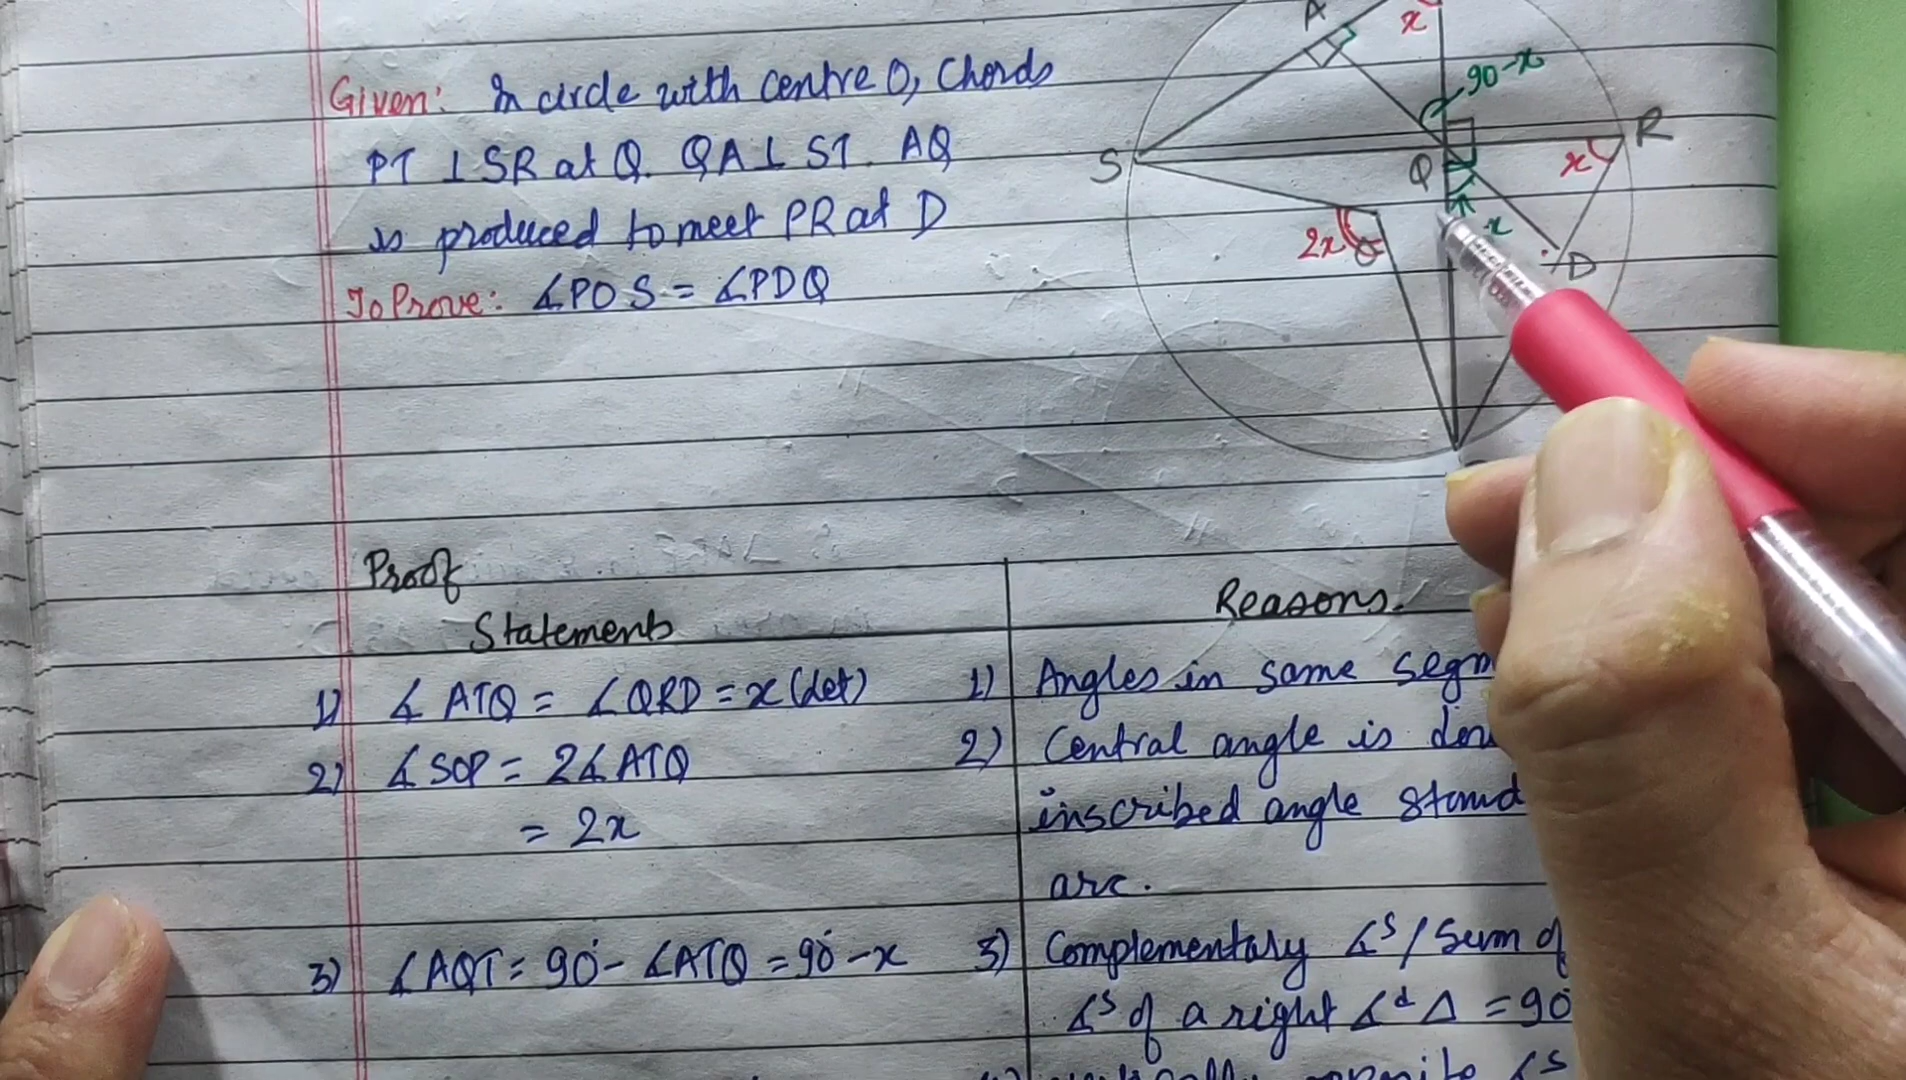 Given: In circle with centre O, Chords
PT ⊥ SR at Q. QA ⊥ ST. AQ
is produced to meet PR at D
To Prove: ∡POS = ∡PDQ
A
x
90-x
S
Q
R
x
2x
O
x
D
Proof
Statements
Reasons.
1) ∡ ATQ = ∡QRD = x (let)
1) Angles in same
2) ∡ SOP = 2∡ATQ
= 2x
2) Central angle is
inscribed angle
arc.
3) ∡AQT = 90° - ∡ATQ = 90° - x
3) Complementary ∡s / Sum of
∡s of a right ∡d Δ = 90
opposite ∡s